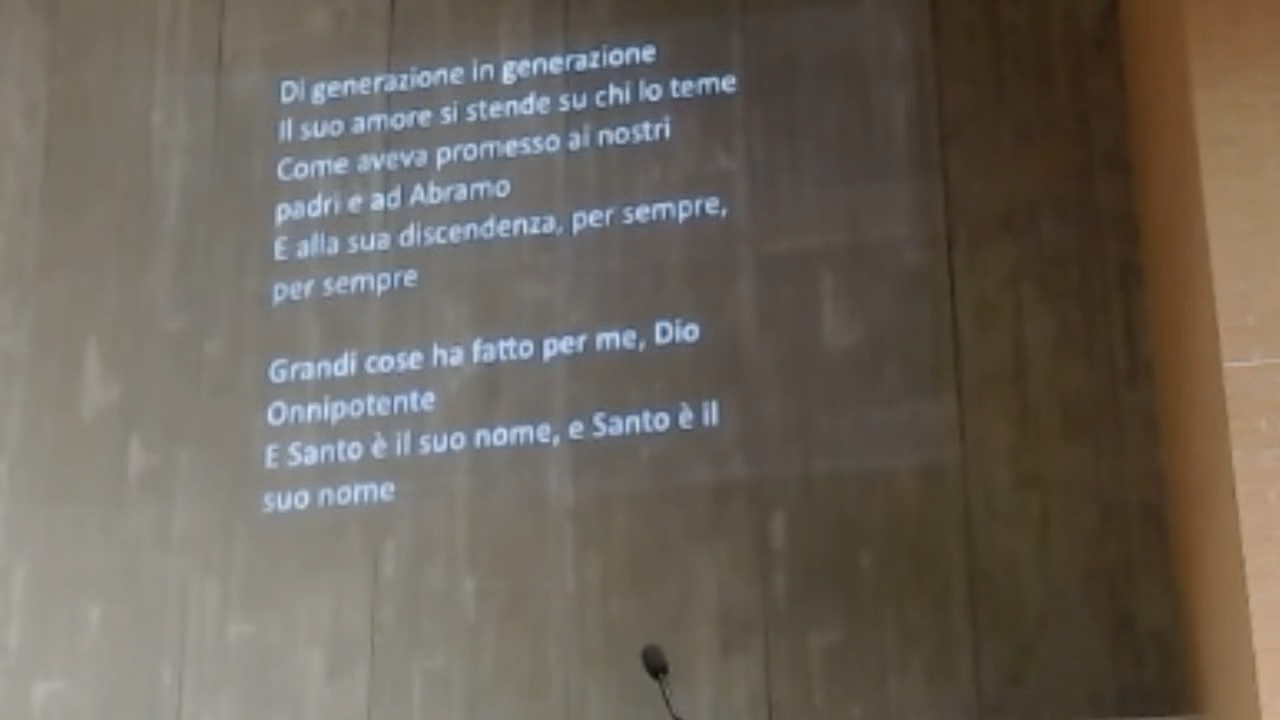 Di generazione in generazione
Il suo amore si stende su chi lo teme
Come aveva promesso ai nostri
padri e ad Abramo
E alla sua discendenza, per sempre,
per sempre
Grandi cose ha fatto per me, Dio
Onnipotente
E Santo è il suo nome, e Santo è il
suo nome